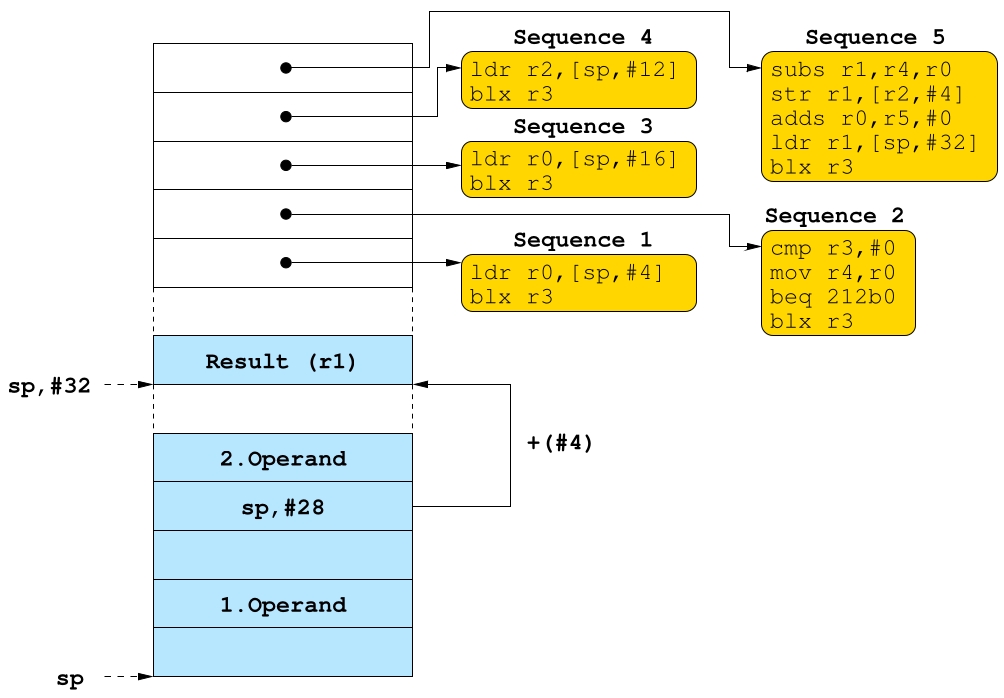 Sequence 4
ldr r2,[sp,#12]
blx r3
Sequence 5
subs r1,r4,r0
str r1,[r2,#4]
adds r0,r5,#0
ldr r1,[sp,#32]
blx r3
Sequence 3
ldr r0,[sp,#16]
blx r3
Sequence 2
cmp r3,#0
mov r4,r0
beq 212b0
blx r3
Sequence 1
ldr r0,[sp,#4]
blx r3
Result (r1)
sp,#32
+(#4)
2.Operand
sp,#28
1.Operand
sp